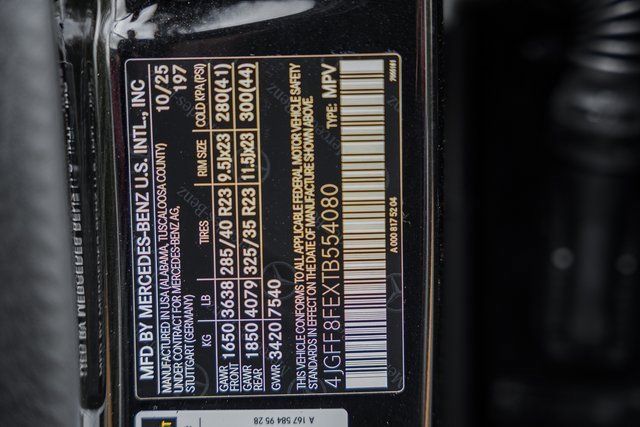 MFD BY MERCEDES-BENZ U.S. INTL., INC
MANUFACTURED IN USA (ALABAMA, TUSCALOOSA COUNTY) 10/25
UNDER CONTRACT FOR MERCEDES-BENZ AG, 197
STUTTGART (GERMANY)
KG LB TIRES RIM SIZE COLD KPA (PSI)
GAWR FRONT 1650 3638 285/40 R23 9.5Jx23 280(41)
GAWR REAR 1850 4079 325/35 R23 11.5Jx23 300(44)
GVWR 3420 7540
THIS VEHICLE CONFORMS TO ALL APPLICABLE FEDERAL MOTOR VEHICLE SAFETY
STANDARDS IN EFFECT ON THE DATE OF MANUFACTURE SHOWN ABOVE.
4JGFF8FEXTB554080 TYPE: MPV
A 000 817 52 04
A 167 584 95 28